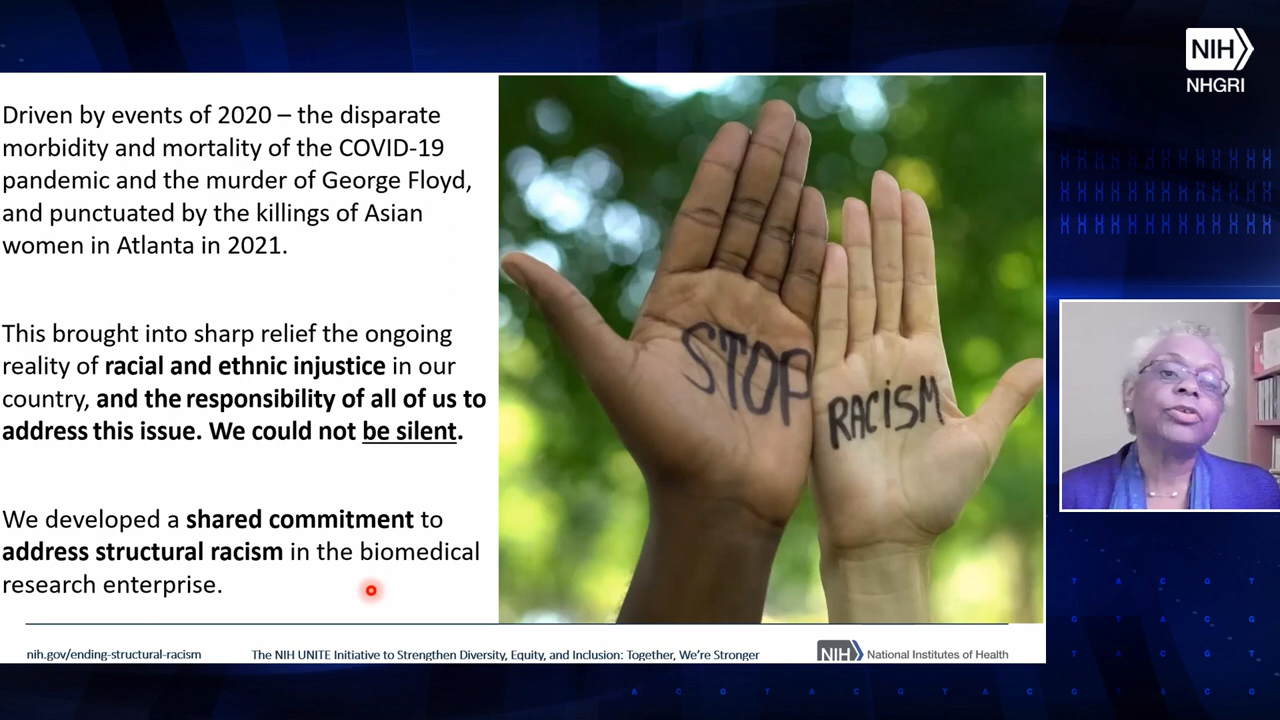 NIH
NHGRI
Driven by events of 2020 – the disparate
morbidity and mortality of the COVID-19
pandemic and the murder of George Floyd,
and punctuated by the killings of Asian
women in Atlanta in 2021.
This brought into sharp relief the ongoing
reality of racial and ethnic injustice in our
country, and the responsibility of all of us to
address this issue. We could not be silent.
We developed a shared commitment to
address structural racism in the biomedical
research enterprise.
STOP
RACISM
nih.gov/ending-structural-racism
The NIH UNITE Initiative to Strengthen Diversity, Equity, and Inclusion: Together, We’re Stronger
NIH National Institutes of Health
T A C G T
G T A C Q
T A C G T
A C G T A C G T A C G T A C G